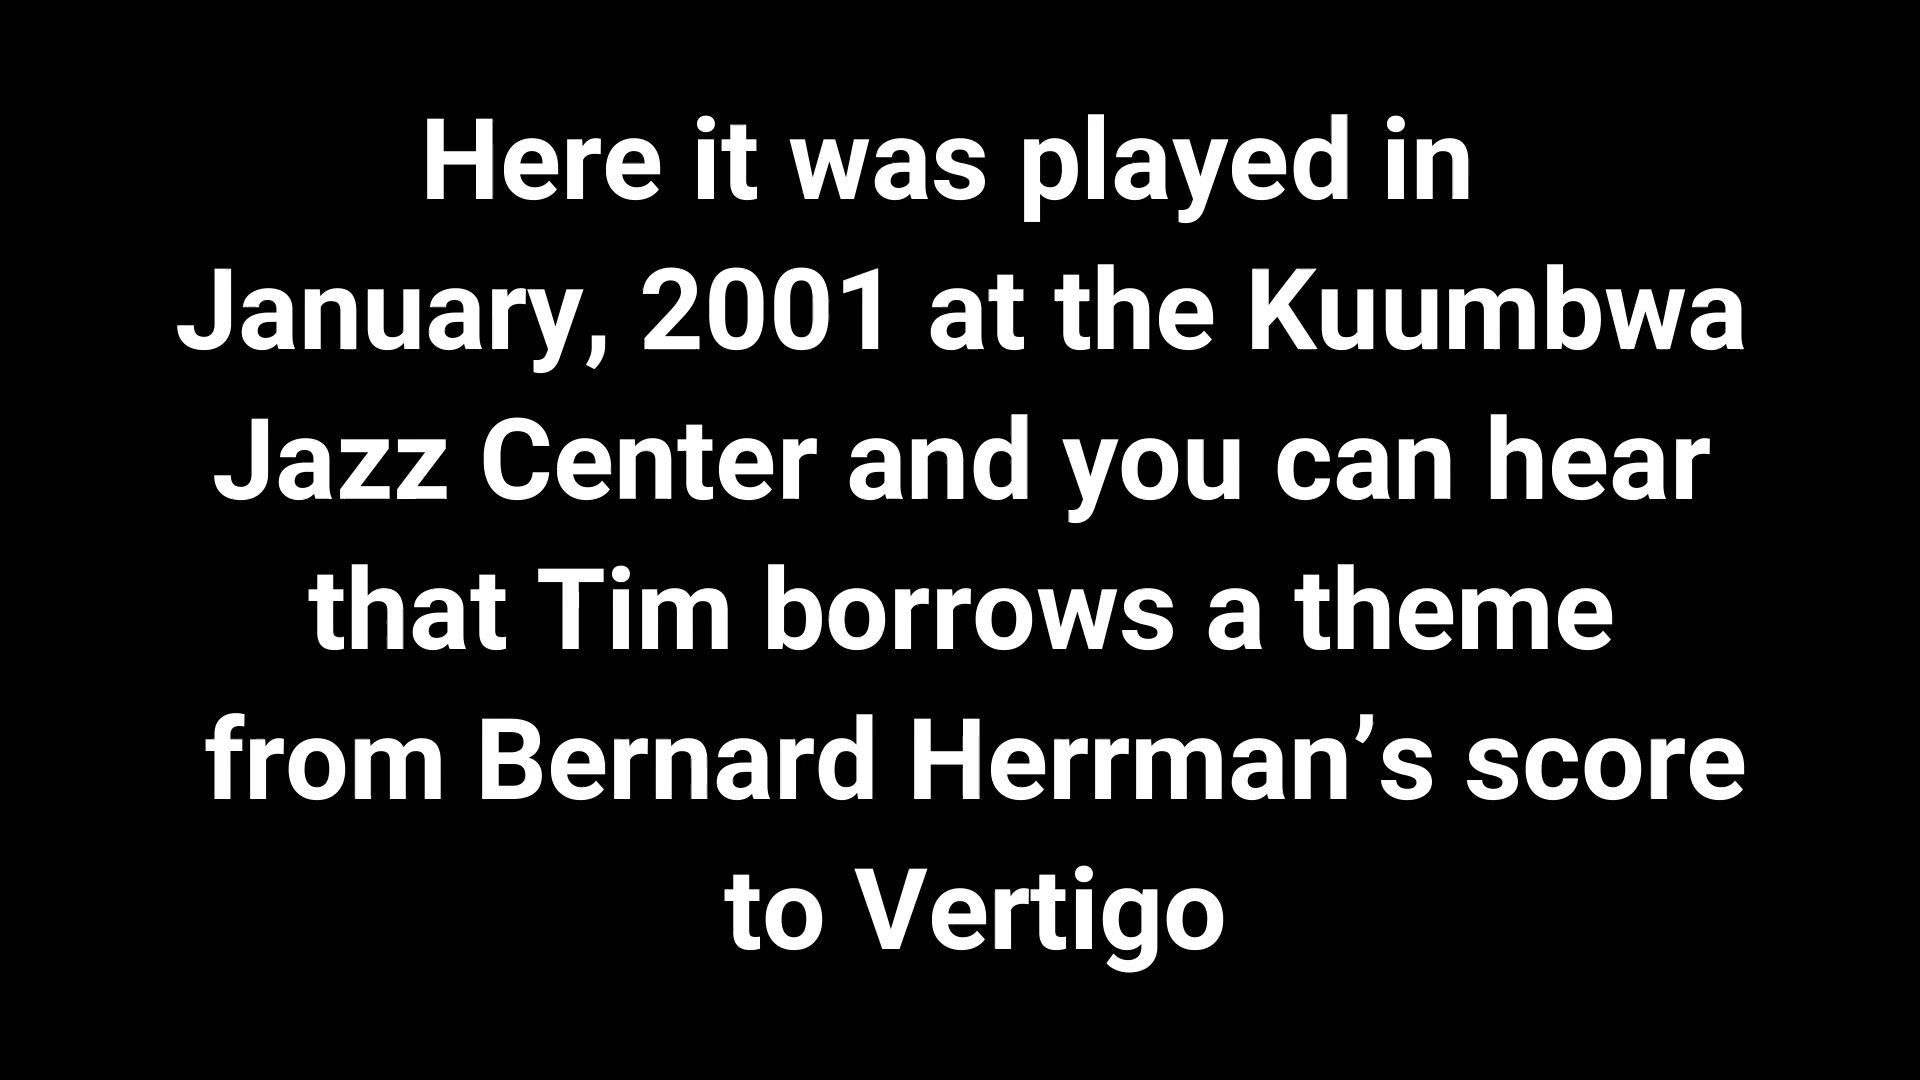 Here it was played in
January, 2001 at the Kuumbwa
Jazz Center and you can hear
that Tim borrows a theme
from Bernard Herrman’s score
to Vertigo